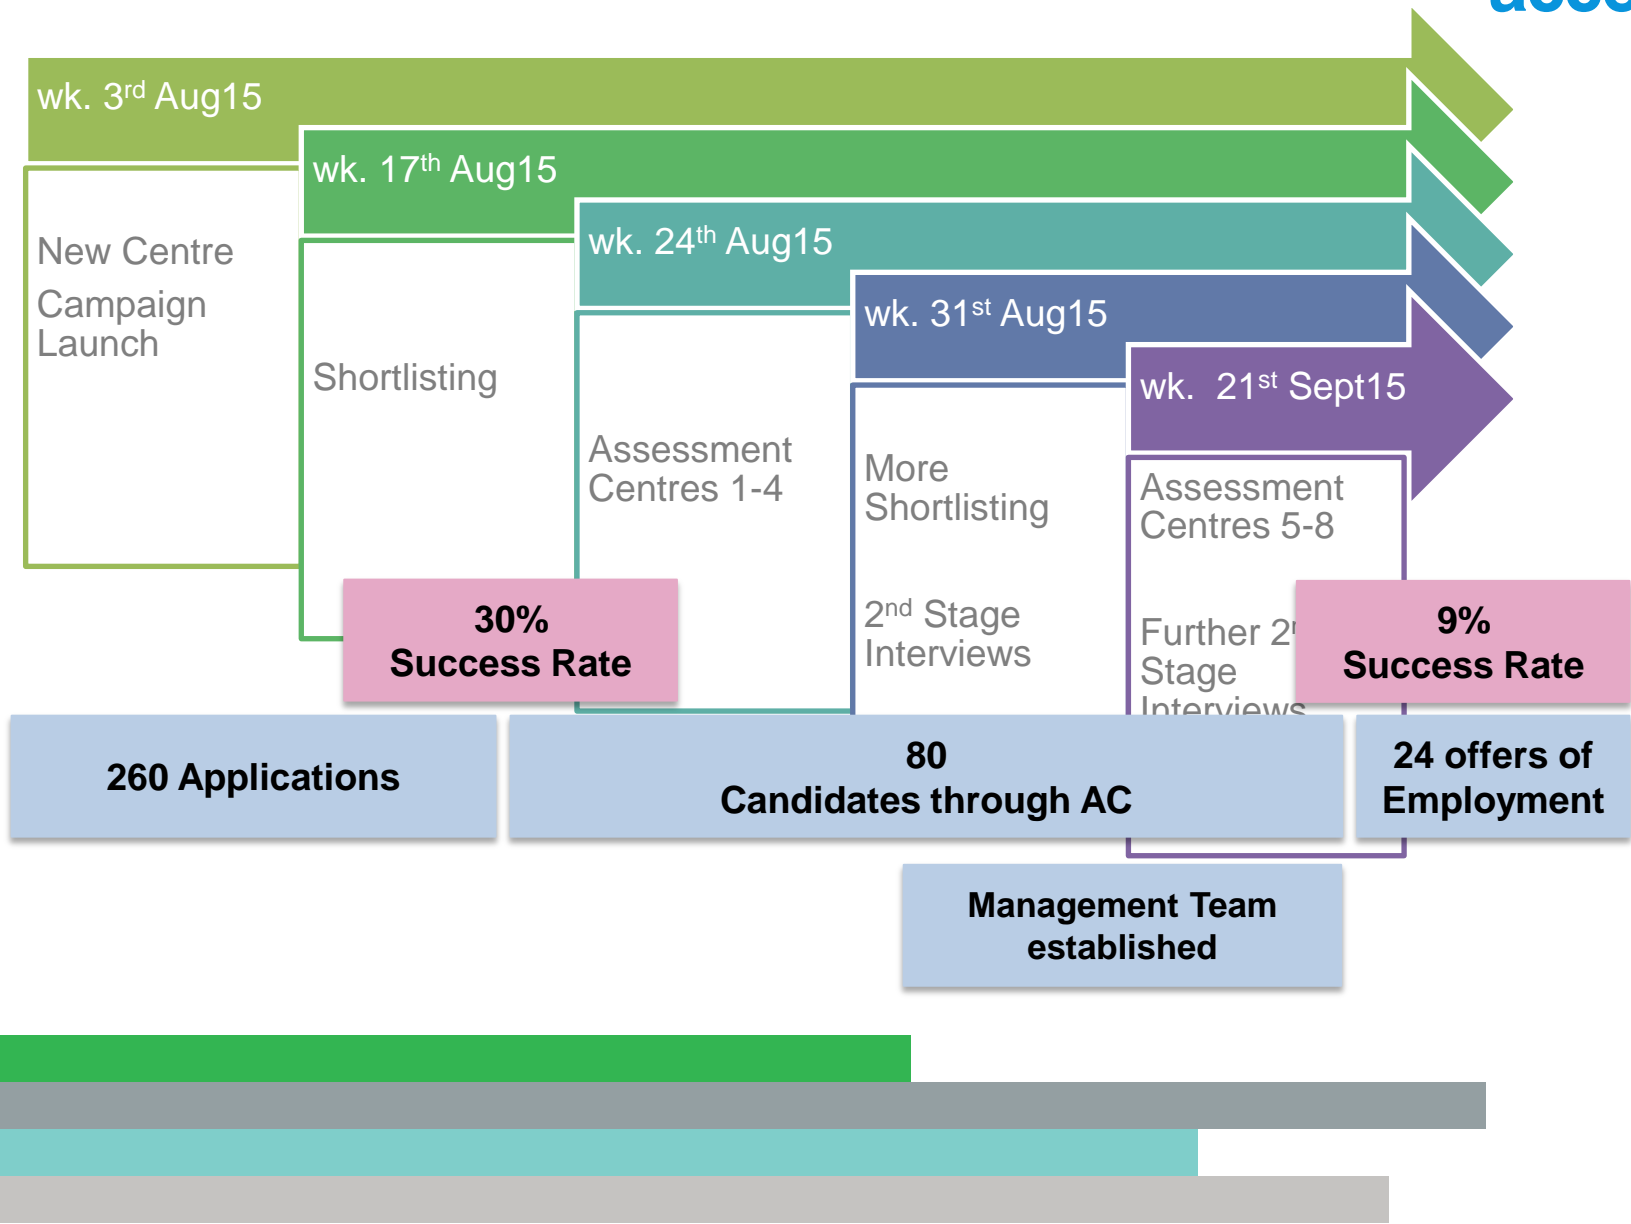 wk. 3rd Aug15
wk. 17th Aug15
wk. 24th Aug15
wk. 31st Aug15
wk. 21st Sept15
New Centre
Campaign
Launch
Shortlisting
Assessment
Centres 1-4
More
Shortlisting
2nd Stage
Interviews
Assessment
Centres 5-8
Further
Stage
Interviews
30%
Success Rate
9%
Success Rate
260 Applications
80
Candidates through AC
24 offers of
Employment
Management Team
established